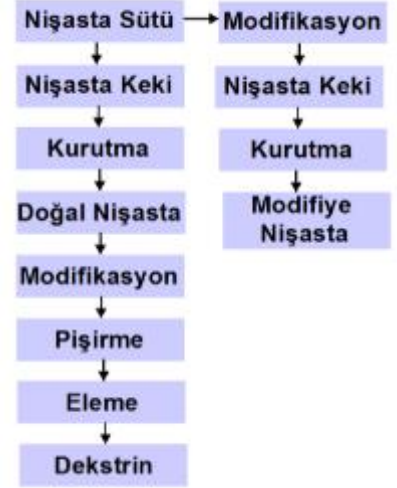 Nişasta Sütü
Nişasta Keki
Kurutma
Doğal Nişasta
Modifikasyon
Pişirme
Eleme
Dekstrin
Modifikasyon
Nişasta Keki
Kurutma
Modifiye
Nişasta